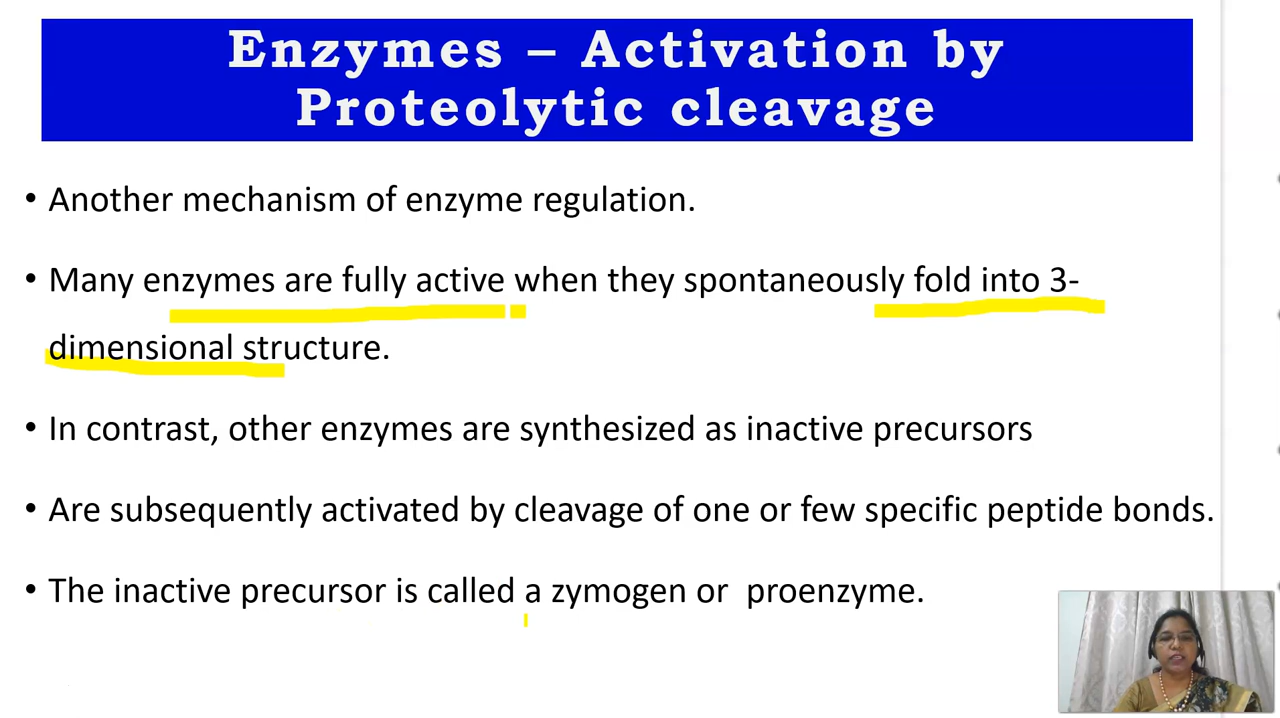 Enzymes – Activation by
Proteolytic cleavage
• Another mechanism of enzyme regulation.
• Many enzymes are fully active when they spontaneously fold into 3-
dimensional structure.
• In contrast, other enzymes are synthesized as inactive precursors
• Are subsequently activated by cleavage of one or few specific peptide bonds.
• The inactive precursor is called a zymogen or  proenzyme.